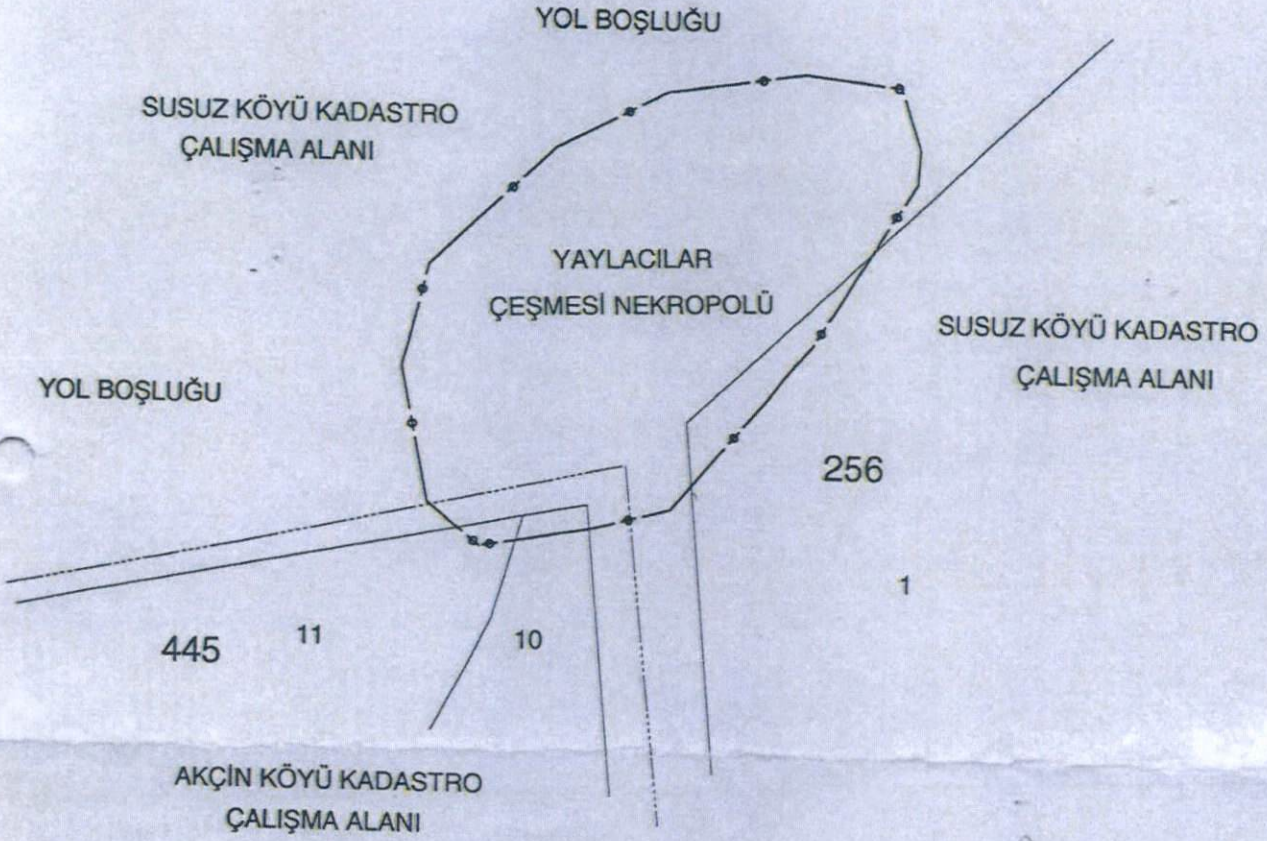 YOL BOŞLUĞU
SUSUZ KÖYÜ KADASTRO
ÇALIŞMA ALANI
YAYLACILAR
ÇEŞMESİ NEKROPOLÜ
SUSUZ KÖYÜ KADASTRO
ÇALIŞMA ALANI
YOL BOŞLUĞU
256
1
445
11
10
AKÇİN KÖYÜ KADASTRO
ÇALIŞMA ALANI